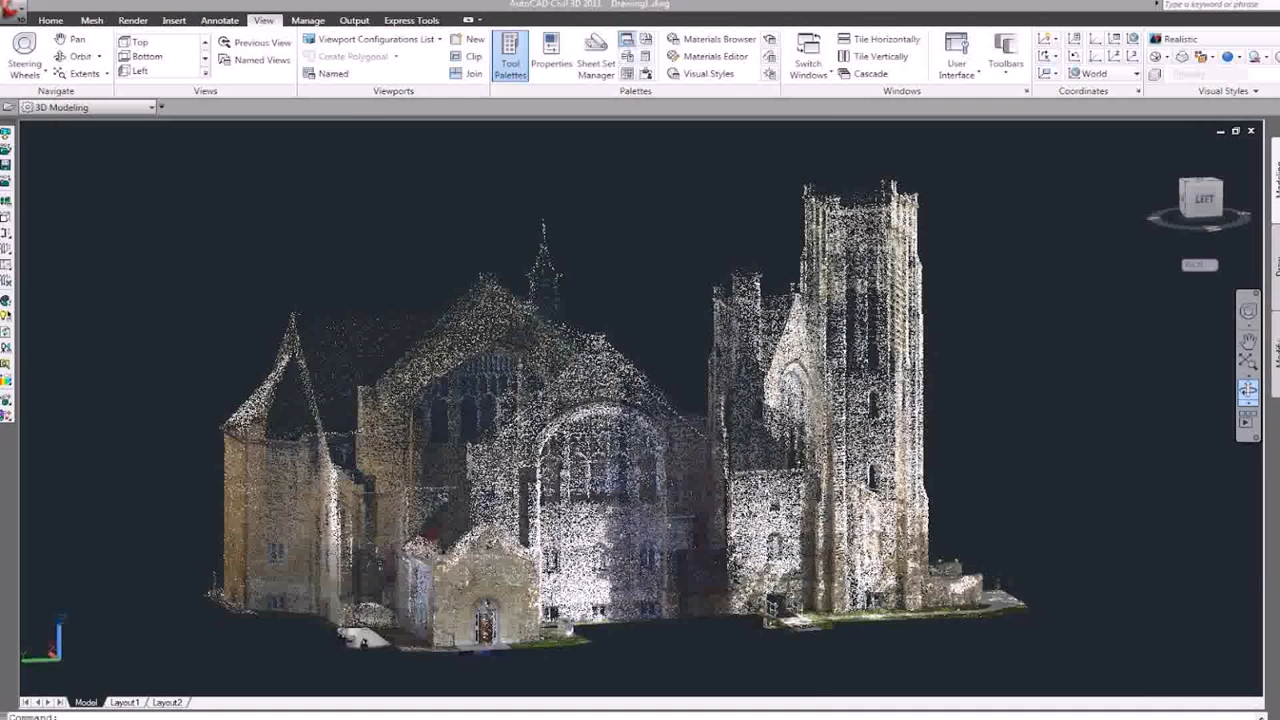 AutoCAD Civil 3D 2011 Drawing1.dwg
Type a keyword or phrase
Home Mesh Render Insert Annotate View Manage Output Express Tools
Steering Wheels
Pan
Orbit
Extents
Navigate
Top
Bottom
Left
Previous View
Named Views
Views
Viewport Configurations List
Create Polygonal
Named
New
Clip
Join
Viewports
Tool Palettes
Properties
Sheet Set Manager
Materials Browser
Materials Editor
Visual Styles
Palettes
Switch Windows
Tile Horizontally
Tile Vertically
Cascade
User Interface
Toolbars
Windows
World
Coordinates
Realistic
Visual Styles
3D Modeling
LEFT
Model Layout1 Layout2
Command: